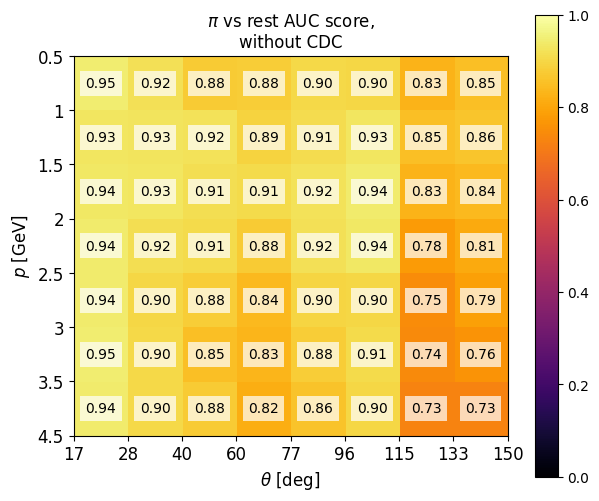 π vs rest AUC score,
without CDC
0.5 0.95 0.92 0.88 0.88 0.90 0.90 0.83 0.85
1 0.93 0.93 0.92 0.89 0.91 0.93 0.85 0.86
1.5 0.94 0.93 0.91 0.91 0.92 0.94 0.83 0.84
2 0.94 0.92 0.91 0.88 0.92 0.94 0.78 0.81
2.5 0.94 0.90 0.88 0.84 0.90 0.90 0.75 0.79
3 0.95 0.90 0.85 0.83 0.88 0.91 0.74 0.76
3.5 0.94 0.90 0.88 0.82 0.86 0.90 0.73 0.73
4.5
p [GeV]
17 28 40 60 77 96 115 133 150
θ [deg]
1.0
0.8
0.6
0.4
0.2
0.0